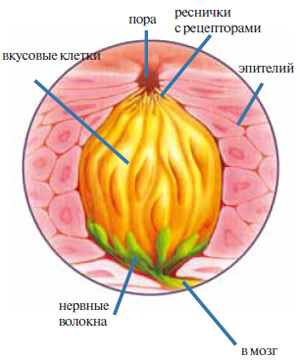 пора
реснички
с рецепторами
вкусовые клетки
эпителий
нервные
волокна
в мозг